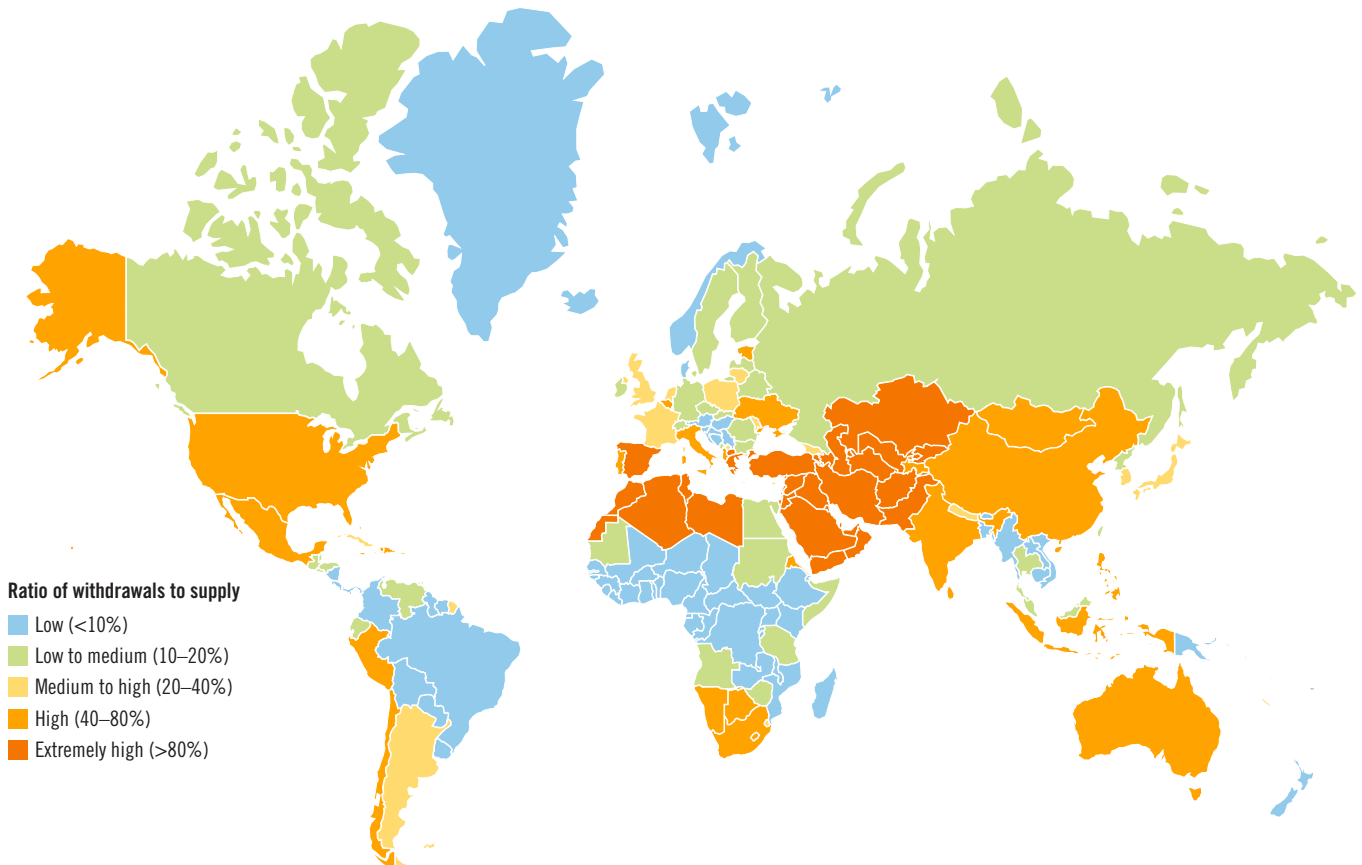 Ratio of withdrawals to supply
Low (<10%)
Low to medium (10–20%)
Medium to high (20–40%)
High (40–80%)
Extremely high (>80%)